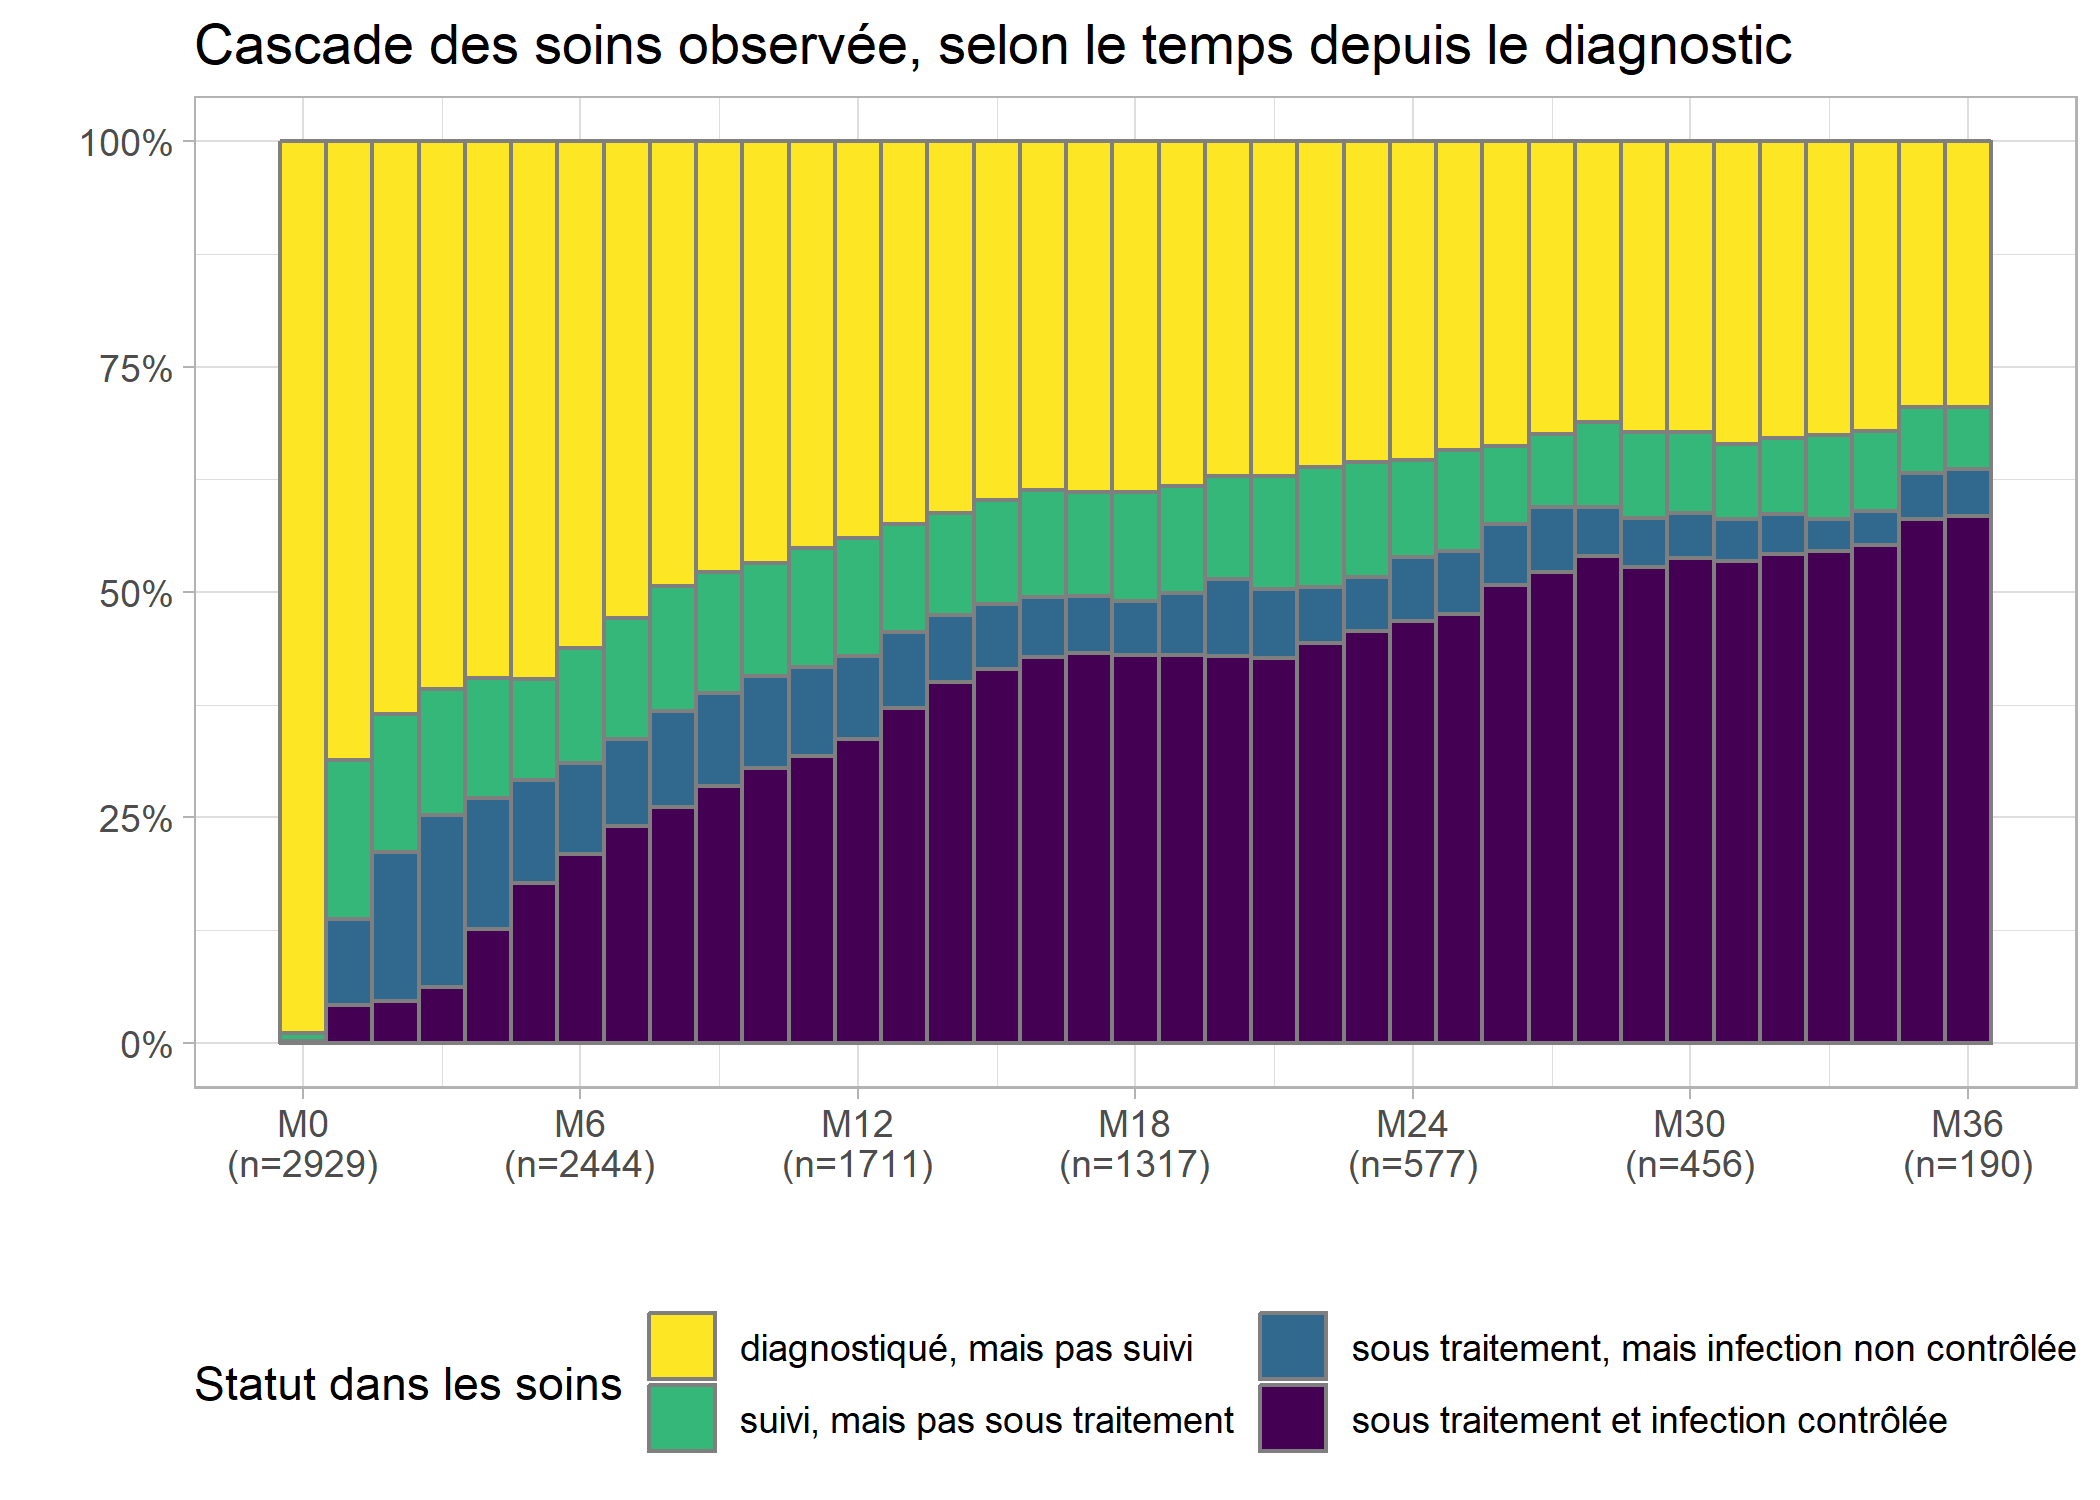 Cascade des soins observée, selon le temps depuis le diagnostic
100%
75%
50%
25%
0%
M0 M6 M12 M18 M24 M30 M36
(n=2929) (n=2444) (n=1711) (n=1317) (n=577) (n=456) (n=190)
Statut dans les soins
diagnostiqué, mais pas suivi
suivi, mais pas sous traitement
sous traitement, mais infection non contrôlée
sous traitement et infection contrôlée